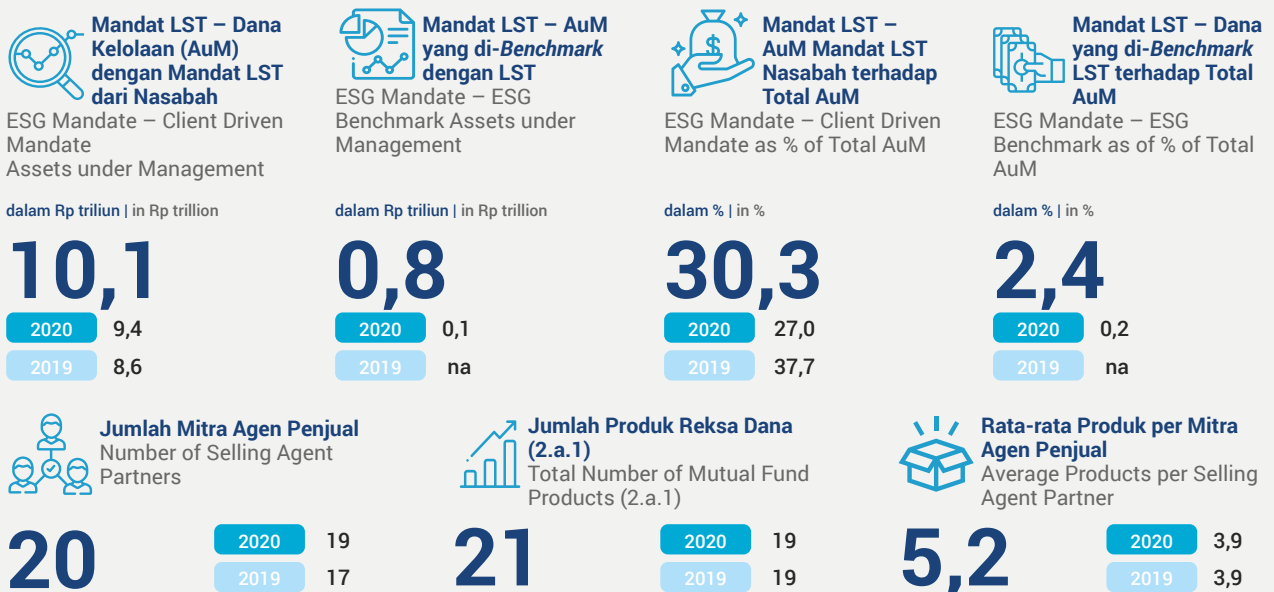 Mandat LST – Dana
Kelolaan (AuM)
dengan Mandat LST
dari Nasabah
ESG Mandate – Client Driven
Mandate
Assets under Management
dalam Rp triliun | in Rp trillion
10,1
2020 9,4
2019 8,6
Mandat LST – AuM
yang di-Benchmark
dengan LST
ESG Mandate – ESG
Benchmark Assets under
Management
dalam Rp triliun | in Rp trillion
0,8
2020 0,1
2019 na
Mandat LST –
AuM Mandat LST
Nasabah terhadap
Total AuM
ESG Mandate – Client Driven
Mandate as % of Total AuM
dalam % | in %
30,3
2020 27,0
2019 37,7
Mandat LST – Dana
yang di-Benchmark
LST terhadap Total
AuM
ESG Mandate – ESG
Benchmark as of % of Total
AuM
dalam % | in %
2,4
2020 0,2
2019 na
Jumlah Mitra Agen Penjual
Number of Selling Agent
Partners
20
2020 19
2019 17
Jumlah Produk Reksa Dana
(2.a.1)
Total Number of Mutual Fund
Products (2.a.1)
21
2020 19
2019 19
Rata-rata Produk per Mitra
Agen Penjual
Average Products per Selling
Agent Partner
5,2
2020 3,9
2019 3,9